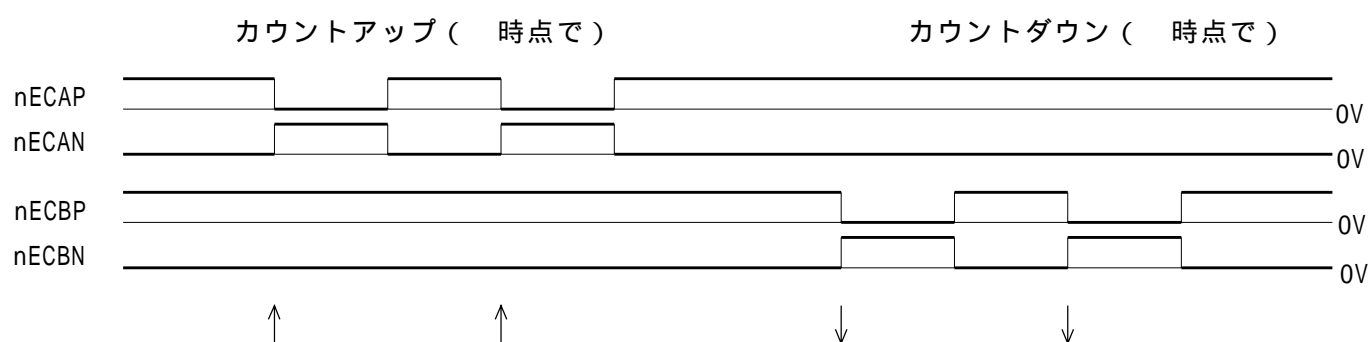 カウントアップ(　時点で)
カウントダウン(　時点で)
nECAP
0V
nECAN
0V
nECBP
0V
nECBN
0V